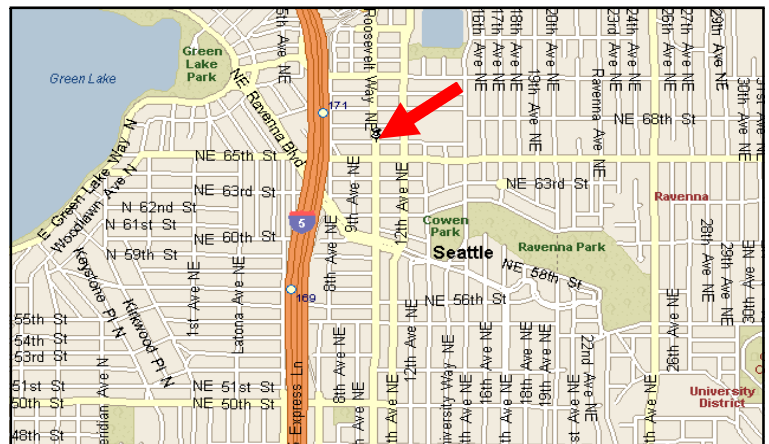 5th Ave NE
Roosevelt Way NE
16th Ave NE
17th Ave NE
18th Ave NE
20th Ave NE
23rd Ave NE
24th Ave NE
26th Ave NE
27th Ave NE
29th Ave NE
Green
Lake
Park
Green Lake
NE Ravenna Blvd
171
19th Ave NE
Ravenna Ave NE
30th Ave NE
31st Ave
NE 68th St
E Green Lake Way N
Woodlawn Ave N
NE 65th St
NE 63rd St
N 62nd St
N 61st St
NE 60th St
N 59th St
5
9th Ave NE
12th Ave NE
NE 63rd St
Ravenna
Cowen
Park
Seattle
Ravenna Park
NE 58th St
28th Ave NE
29th Ave NE
30th Ave NE
Keystone Pl N
Kirkwood Pl N
1st Ave NE
Latona Ave NE
8th Ave NE
169
NE 56th St
55th St
54th St
53rd St
51st St
50th St
48th St
NE 51st St
NE 50th St
Express Ln
8th Ave NE
12th Ave NE
16th Ave NE
18th Ave NE
19th Ave NE
22nd Ave NE
26th Ave NE
University
District